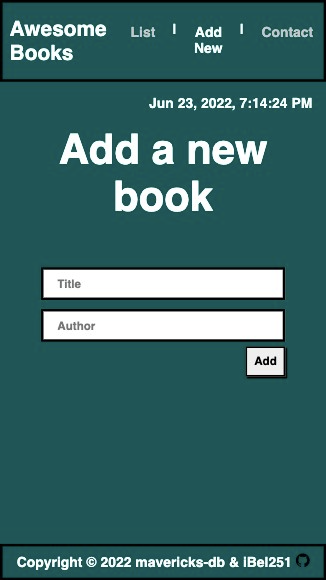 Awesome Books
List | Add New | Contact
Jun 23, 2022, 7:14:24 PM
Add a new
book
Title
Author
Add
Copyright © 2022 mavericks-db & IBel251